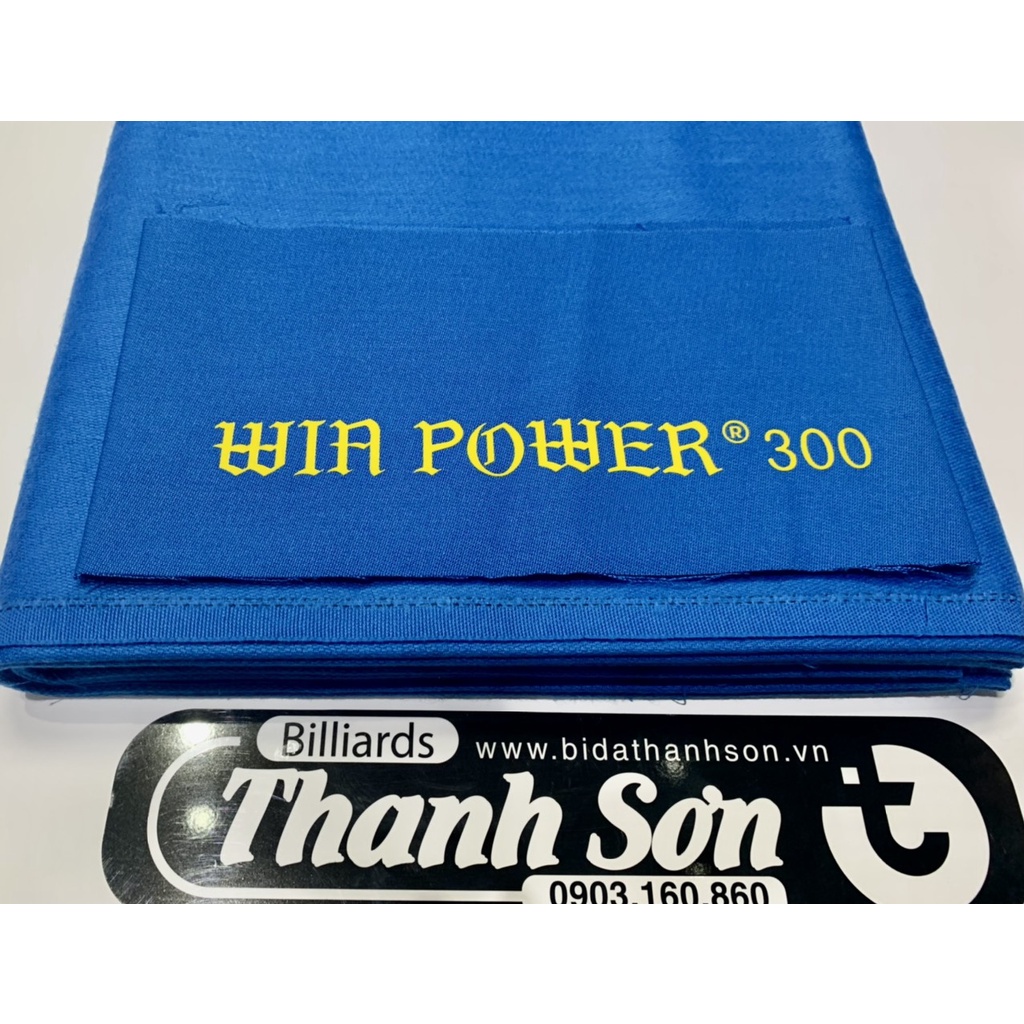 WIN POWER® 300
Billiards www.bidathanhson.vn
Thanh Sơn
0903.160.860